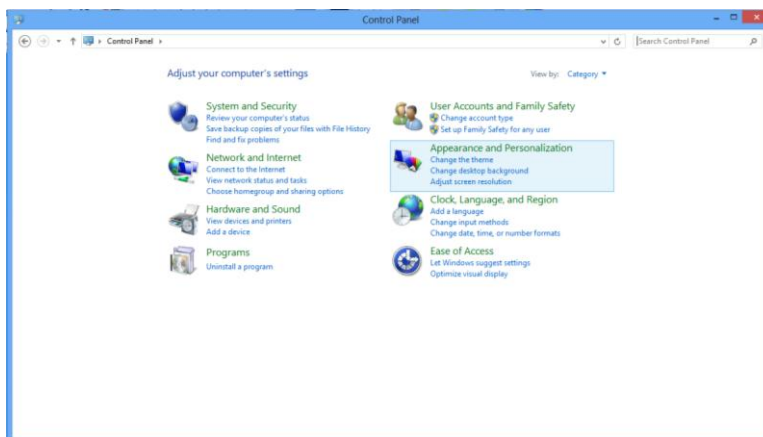 Control Panel
Control Panel
Search Control Panel
Adjust your computer's settings
View by: Category
System and Security
Review your computer's status
Save backup copies of your files with File History
Find and fix problems
Network and Internet
Connect to the Internet
View network status and tasks
Choose homegroup and sharing options
Hardware and Sound
View devices and printers
Add a device
Programs
Uninstall a program
User Accounts and Family Safety
Change account type
Set up Family Safety for any user
Appearance and Personalization
Change the theme
Change desktop background
Adjust screen resolution
Clock, Language, and Region
Add a language
Change input methods
Change date, time, or number formats
Ease of Access
Let Windows suggest settings
Optimize visual display